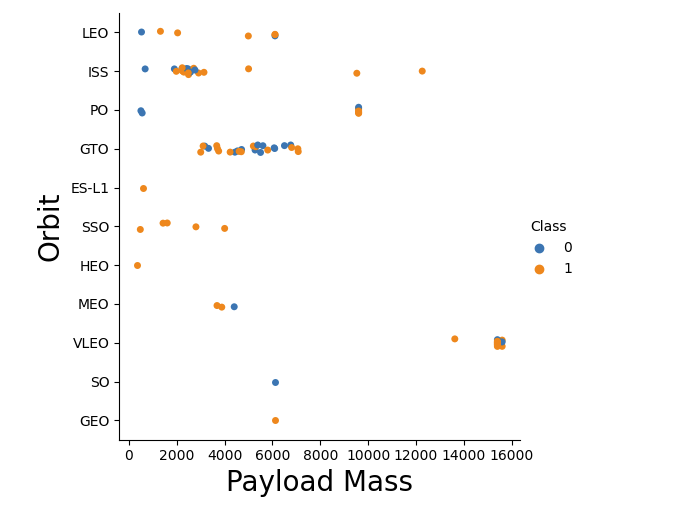 LEO
ISS
PO
GTO
ES-L1
SSO
HEO
MEO
VLEO
SO
GEO
Orbit
0 2000 4000 6000 8000 10000 12000 14000 16000
Payload Mass
Class
0
1